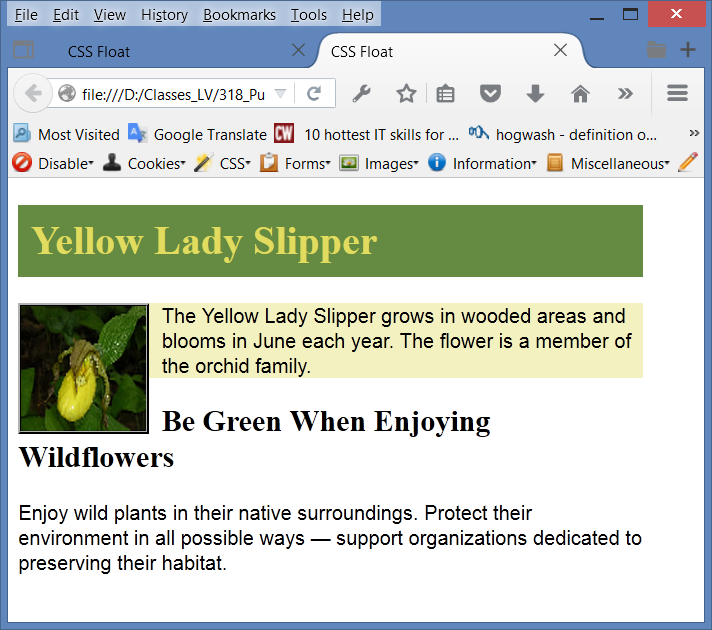 File Edit View History Bookmarks Tools Help
CSS Float CSS Float
file:///D:/Classes_LV/318_Pu
Most Visited Google Translate CW 10 hottest IT skills for ... hogwash - definition o...
Disable Cookies CSS Forms Images Information Miscellaneous
Yellow Lady Slipper
The Yellow Lady Slipper grows in wooded areas and
blooms in June each year. The flower is a member of
the orchid family.
Be Green When Enjoying
Wildflowers
Enjoy wild plants in their native surroundings. Protect their
environment in all possible ways — support organizations dedicated to
preserving their habitat.